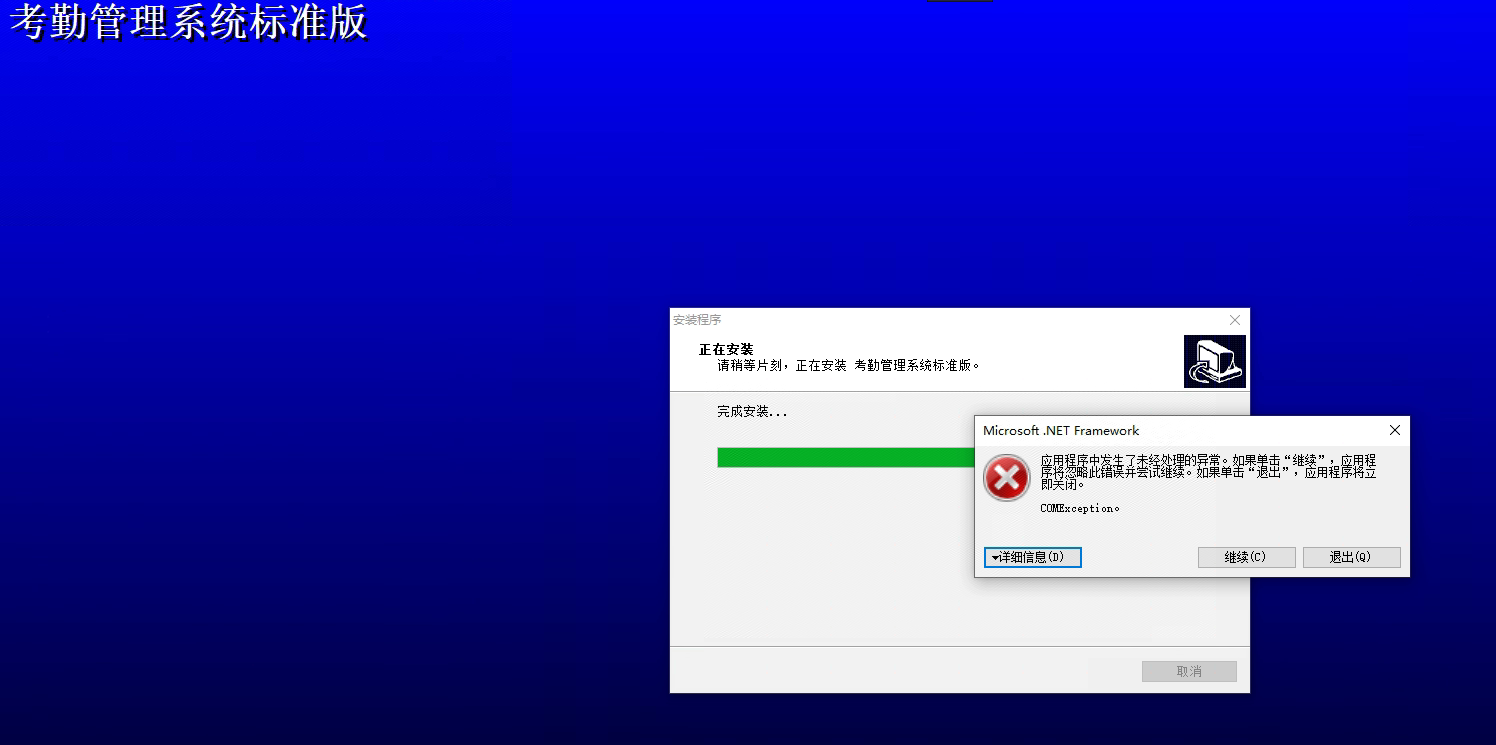 考勤管理系统标准版
安装程序
正在安装
请稍等片刻，正在安装 考勤管理系统标准版。
完成安装...
Microsoft .NET Framework
应用程序中发生了未经处理的异常。如果单击“继续”，应用程
序将忽略此错误并尝试继续。如果单击“退出”，应用程序将立
即关闭。
COMException。
详细信息(D)
继续(C)
退出(Q)
取消